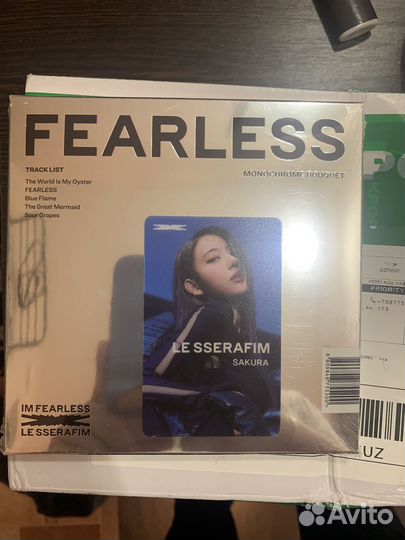 FEARLESS
MONOCHROME BOUQUET
TRACK LIST
The World Is My Oyster
FEARLESS
Blue Flame
The Great Mermaid
Sour Grapes
LE SSERAFIM
SAKURA
IM FEARLESS
LE SSERAFIM
PRIORITY
UZ
Avito